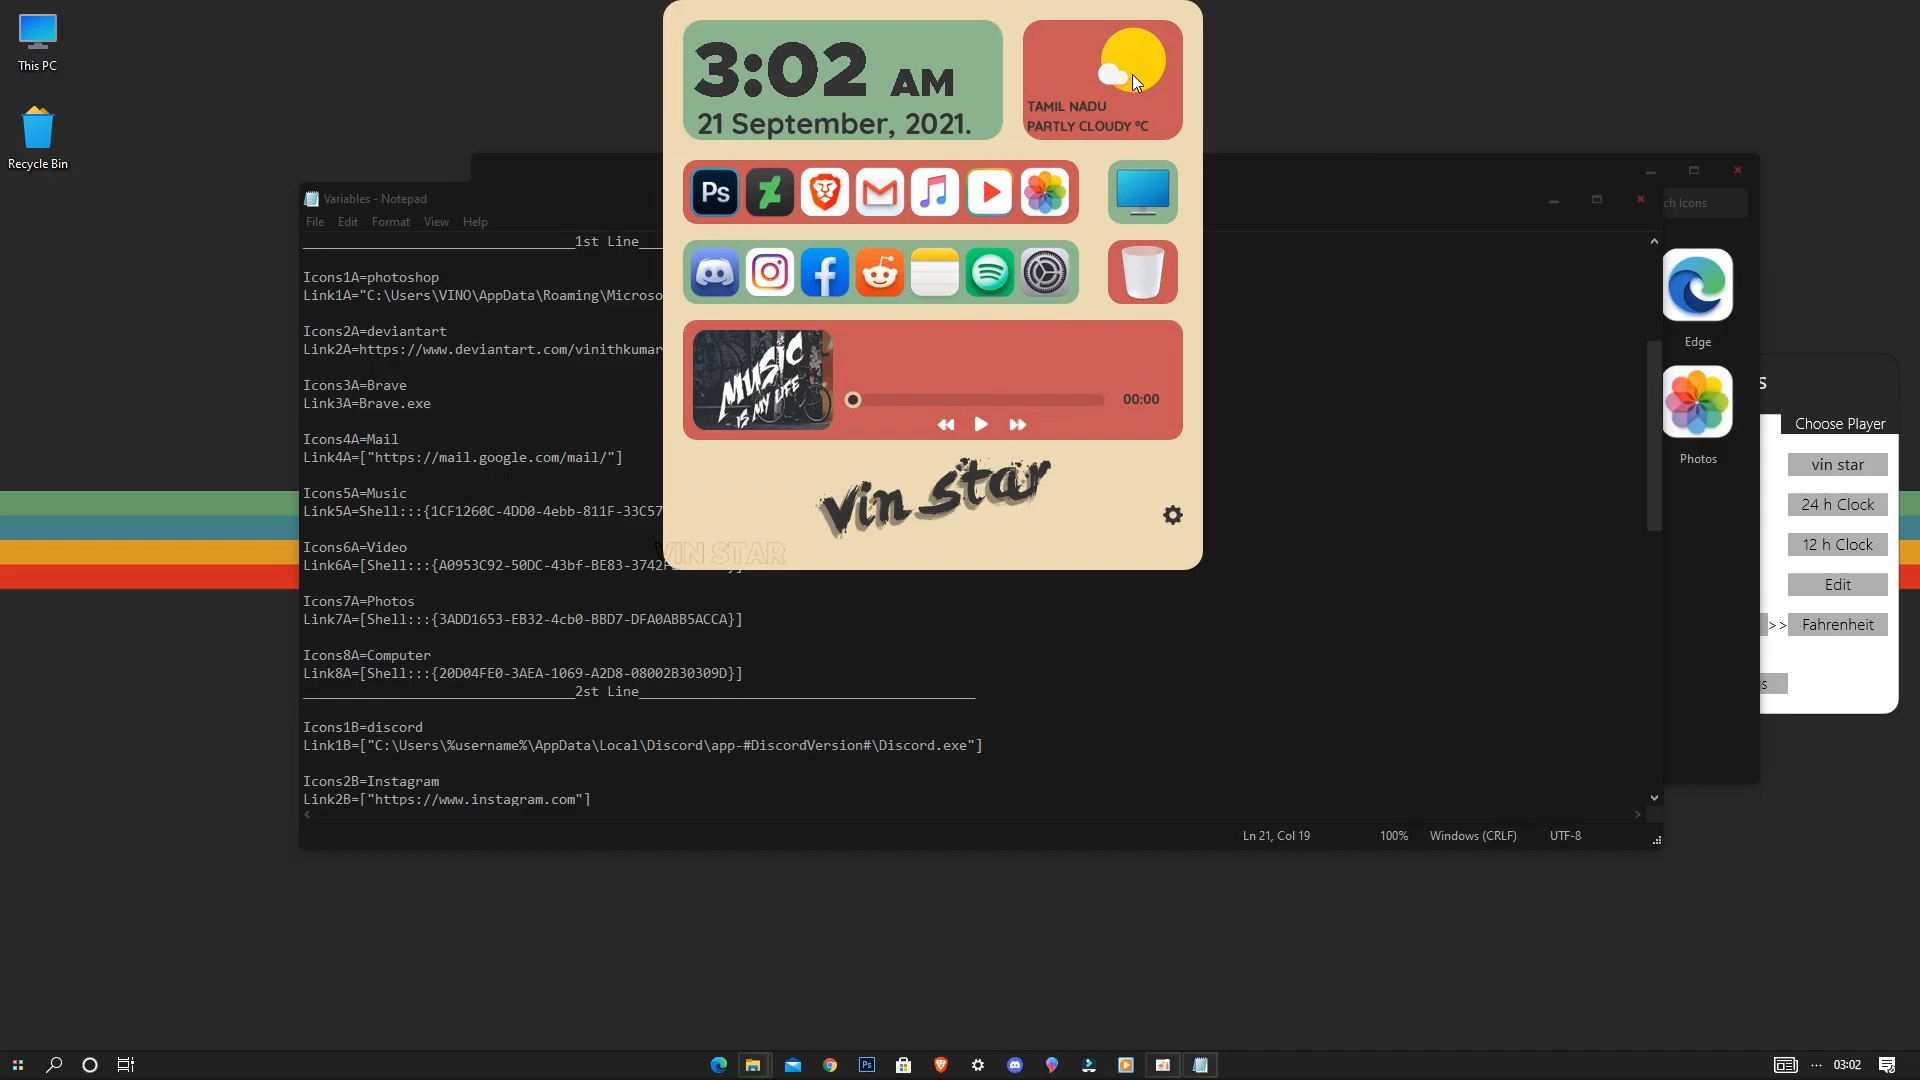 This PC
Recycle Bin
3:02 AM
21 September, 2021.
TAMIL NADU
PARTLY CLOUDY °C
Ps
MUSIC
IS MY LIFE
00:00
vin star
VIN STAR
Variables - Notepad
File Edit Format View Help
1st Line
Icons1A=photoshop
Link1A="C:\Users\VINO\AppData\Roaming\Microso
Icons2A=deviantart
Link2A=https://www.deviantart.com/vinithkumar
Icons3A=Brave
Link3A=Brave.exe
Icons4A=Mail
Link4A=["https://mail.google.com/mail/"]
Icons5A=Music
Link5A=Shell:::{1CF1260C-4DD0-4ebb-811F-33C57
Icons6A=Video
Link6A=[Shell:::{A0953C92-50DC-43bf-BE83-3742
Icons7A=Photos
Link7A=[Shell:::{3ADD1653-EB32-4cb0-BBD7-DFA0ABB5ACCA}]
Icons8A=Computer
Link8A=[Shell:::{20D04FE0-3AEA-1069-A2D8-08002B30309D}]
2st Line
Icons1B=discord
Link1B=["C:\Users\%username%\AppData\Local\Discord\app-#DiscordVersion#\Discord.exe"]
Icons2B=Instagram
Link2B=["https://www.instagram.com"]
Ln 21, Col 19 100% Windows (CRLF) UTF-8
ch Icons
Edge
Photos
s
Choose Player
vin star
24 h Clock
12 h Clock
Edit
>> Fahrenheit
s
Ps
03:02